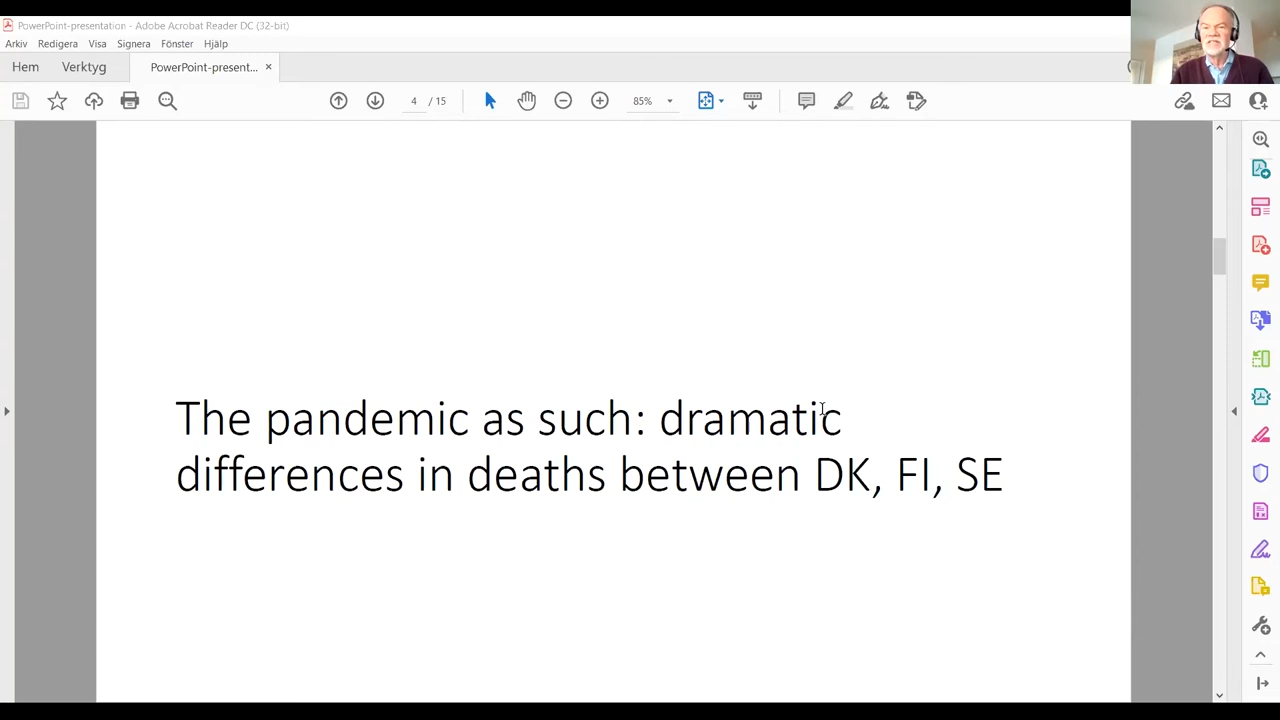 PowerPoint-presentation - Adobe Acrobat Reader DC (32-bit)
Arkiv Redigera Visa Signera Fönster Hjälp
Hem Verktyg PowerPoint-present... ×
4 / 15 85%
The pandemic as such: dramatic
differences in deaths between DK, FI, SE